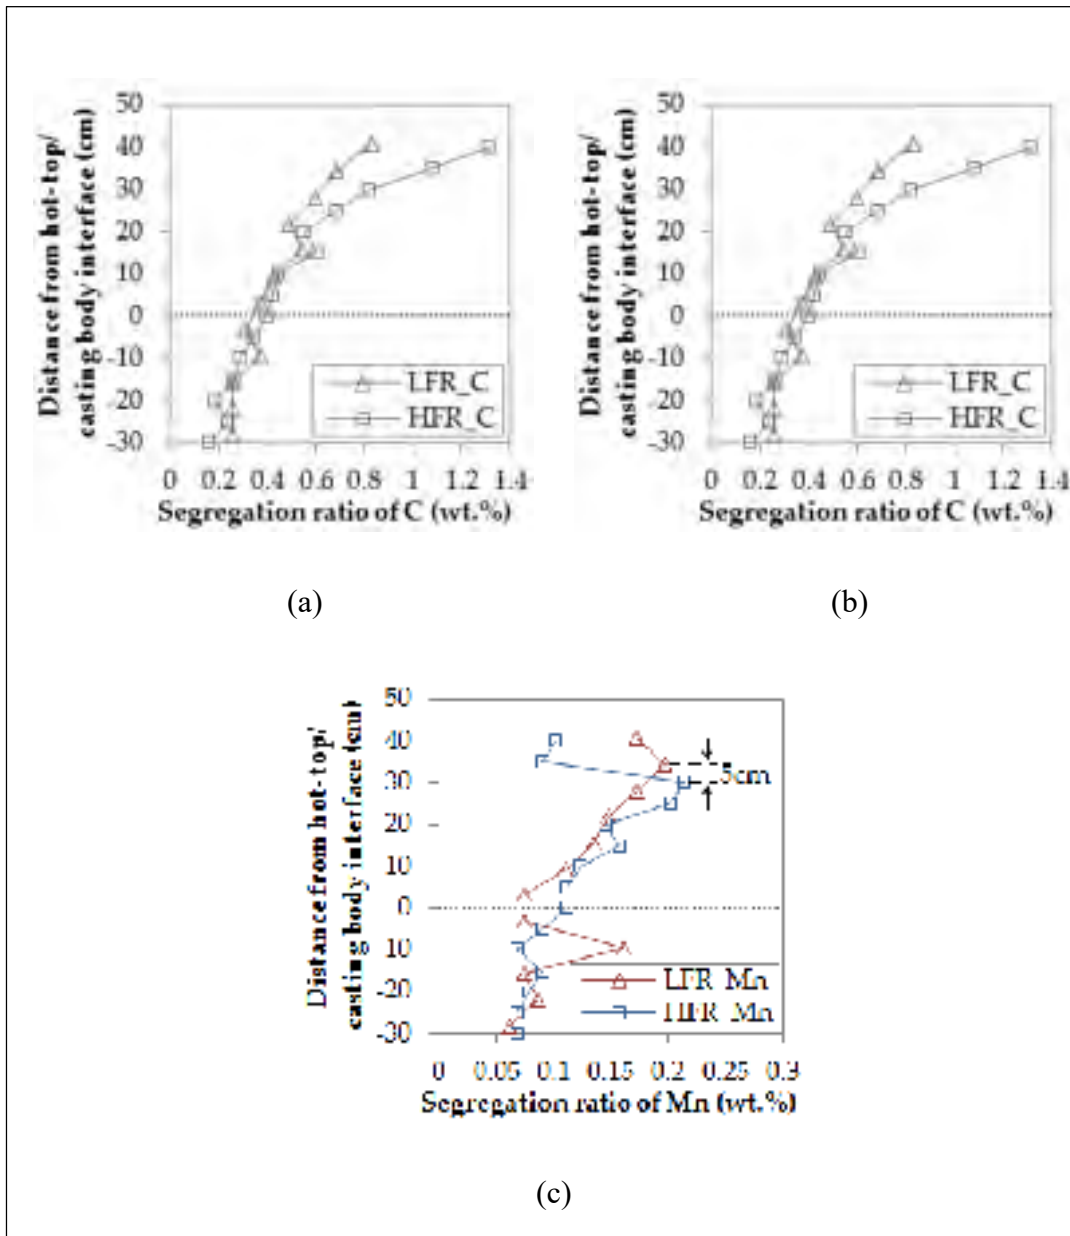 Distance from hot-top/
casting body interface (cm)
50
40
30
20
10
0
-10
-20
-30
LFR_C
HFR_C
0 0.2 0.4 0.6 0.8 1 1.2 1.4
Segregation ratio of C (wt.%)
(a)
Distance from hot-top/
casting body interface (cm)
50
40
30
20
10
0
-10
-20
-30
LFR_C
HFR_C
0 0.2 0.4 0.6 0.8 1 1.2 1.4
Segregation ratio of C (wt.%)
(b)
Distance from hot-top/
casting body interface (cm)
50
40
30
20
10
0
10
-20
-30
5cm
LFR Mn
HFR Mn
0 0.05 0.1 0.15 0.2 0.25 0.3
Segregation ratio of Mn (wt.%)
(c)